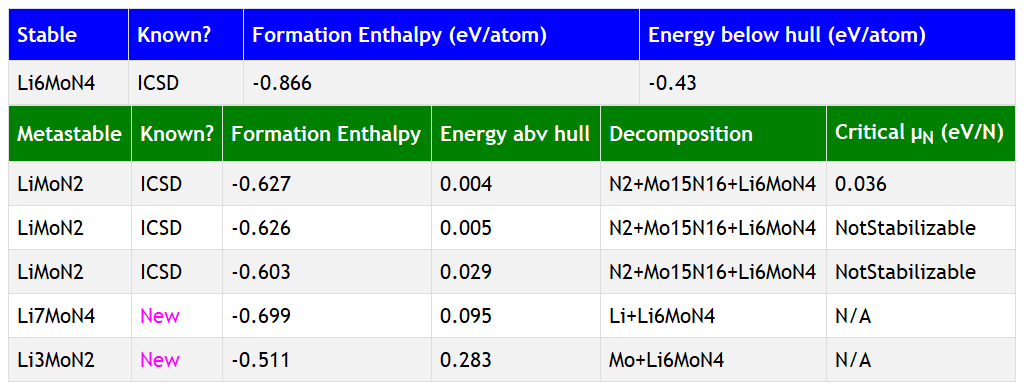 Stable Known? Formation Enthalpy (eV/atom) Energy below hull (eV/atom)
Li6MoN4 ICSD -0.866 -0.43
Metastable Known? Formation Enthalpy Energy abv hull Decomposition Critical μN (eV/N)
LiMoN2 ICSD -0.627 0.004 N2+Mo15N16+Li6MoN4 0.036
LiMoN2 ICSD -0.626 0.005 N2+Mo15N16+Li6MoN4 NotStabilizable
LiMoN2 ICSD -0.603 0.029 N2+Mo15N16+Li6MoN4 NotStabilizable
Li7MoN4 New -0.699 0.095 Li+Li6MoN4 N/A
Li3MoN2 New -0.511 0.283 Mo+Li6MoN4 N/A